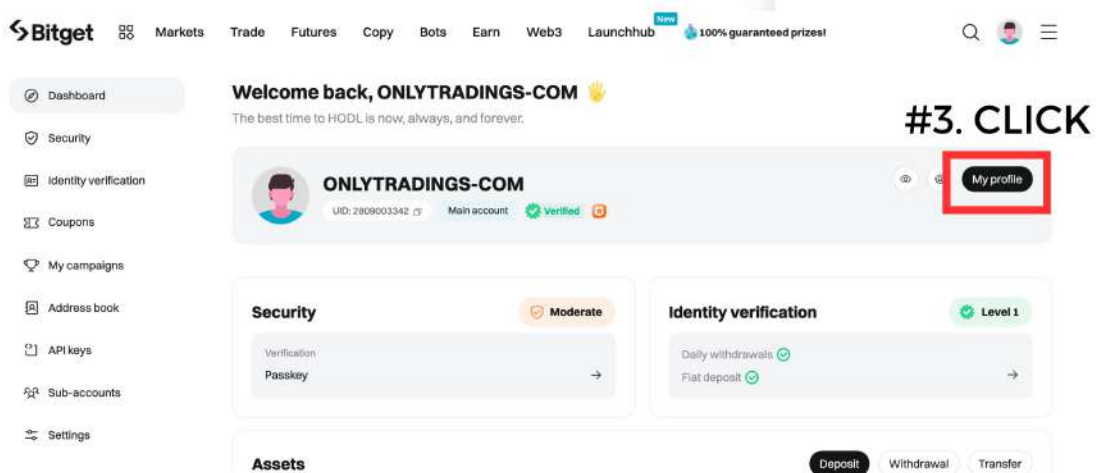 Bitget
Markets
Trade
Futures
Copy
Bots
Earn
Web3
Launchhub
New
100% guaranteed prizes!
Dashboard
Security
Identity verification
Coupons
My campaigns
Address book
API keys
Sub-accounts
Settings
Welcome back, ONLYTRADINGS-COM
The best time to HODL is now, always, and forever.
#3. CLICK
ONLYTRADINGS-COM
My profile
UID: 2809003342
Main account
Verified
Security
Moderate
Verification
Passkey
Identity verification
Level 1
Daily withdrawals
Fiat deposit
Assets
Deposit
Withdrawal
Transfer